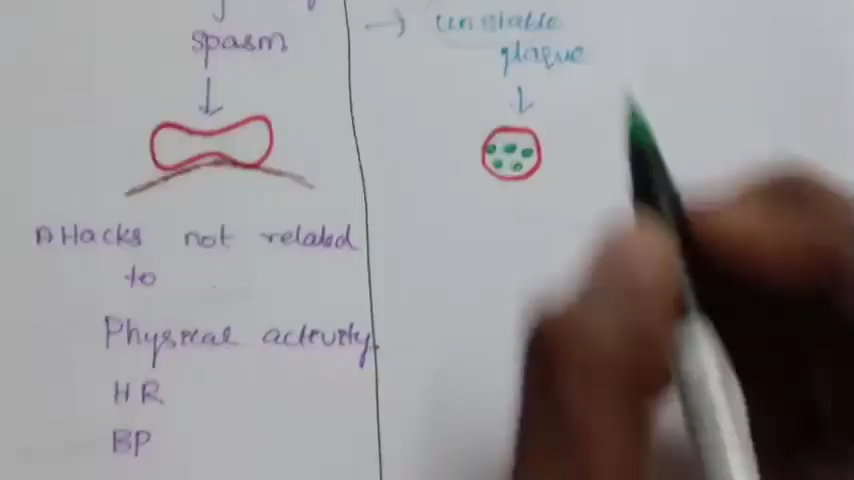 spasm
Attacks not related
to
Physical activity
HR
BP
→ unstable
plaque